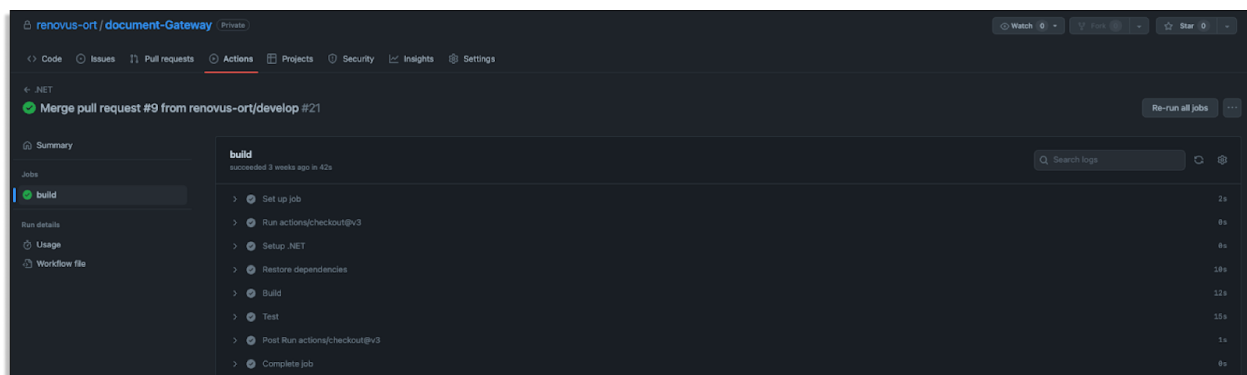 renovus-ort / document-Gateway Private
Watch 0 Fork Star 0
Code Issues Pull requests Actions Projects Security Insights Settings
← .NET
Merge pull request #9 from renovus-ort/develop #21
Re-run all jobs ...
Summary
Jobs
build
Run details
Usage
Workflow file
build
succeeded 3 weeks ago in 42s
Search logs
Set up job 2s
Run actions/checkout@v3 0s
Setup .NET 0s
Restore dependencies 10s
Build 12s
Test 15s
Post Run actions/checkout@v3 1s
Complete job 0s